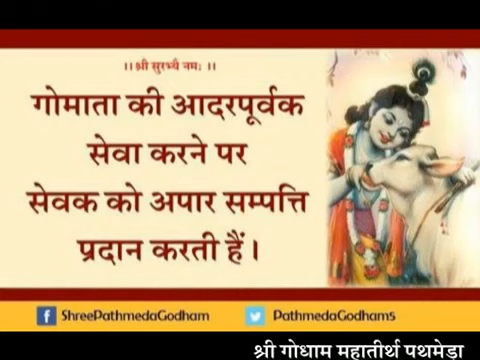 ।।श्री सुरभ्यै नमः ।।
गोमाता की आदरपूर्वक
सेवा करने पर
सेवक को अपार सम्पत्ति
प्रदान करती हैं।
ShreePathmedaGodham
PathmedaGodhams
श्री गोधाम महातीर्थ पथमेड़ा